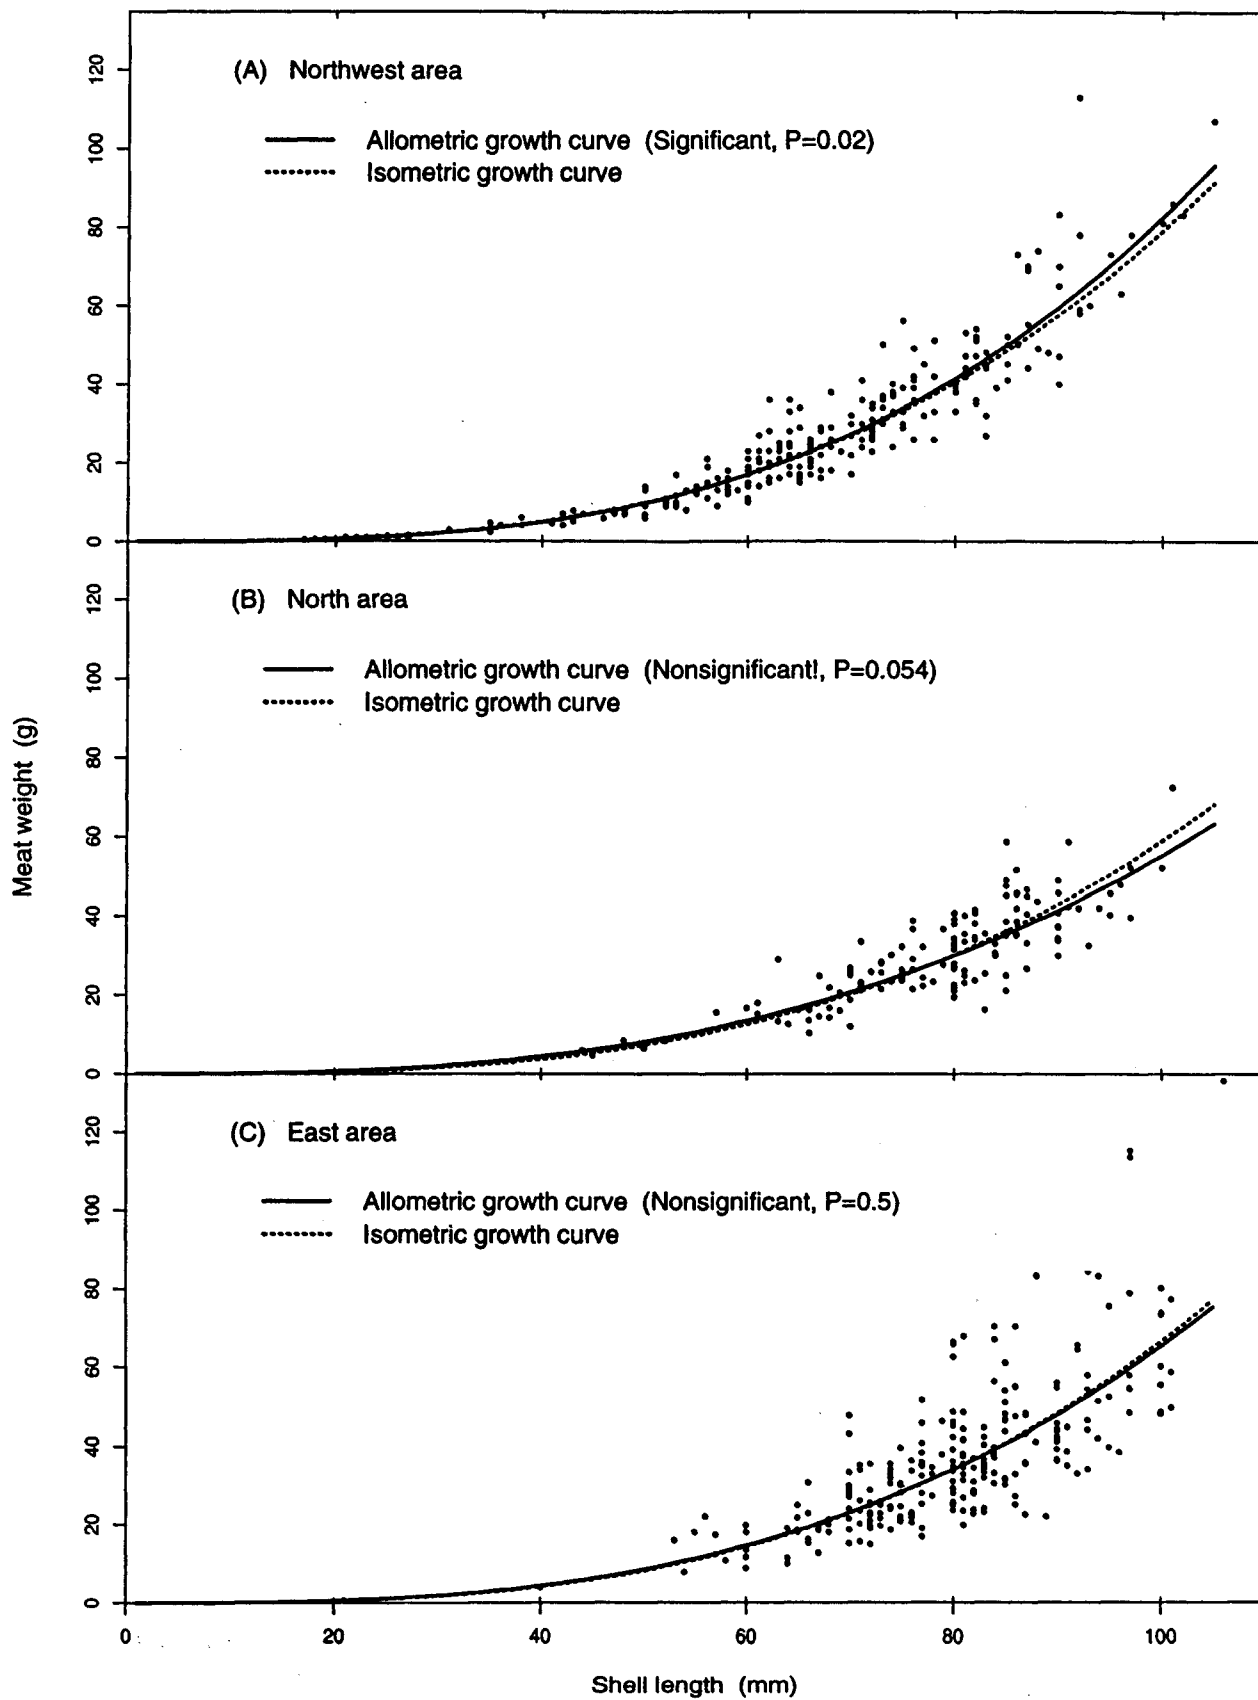 (A) Northwest area
Allometric growth curve (Significant, P=0.02)
Isometric growth curve
120
100
80
60
40
20
0
(B) North area
Allometric growth curve (Nonsignificant!, P=0.054)
Isometric growth curve
120
100
80
60
40
20
0
Meat weight (g)
(C) East area
Allometric growth curve (Nonsignificant, P=0.5)
Isometric growth curve
120
100
80
60
40
20
0
0 20 40 60 80 100
Shell length (mm)